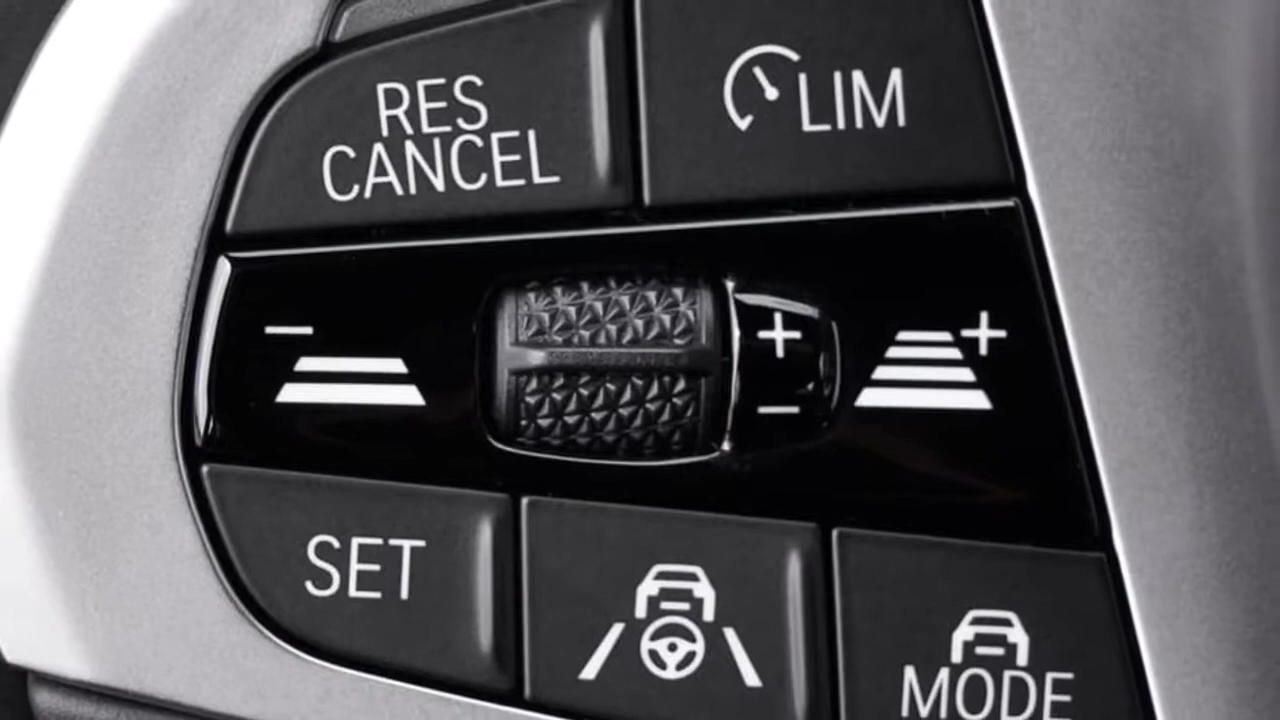 RES
CANCEL
LIM
− +
+
−
SET
MODE